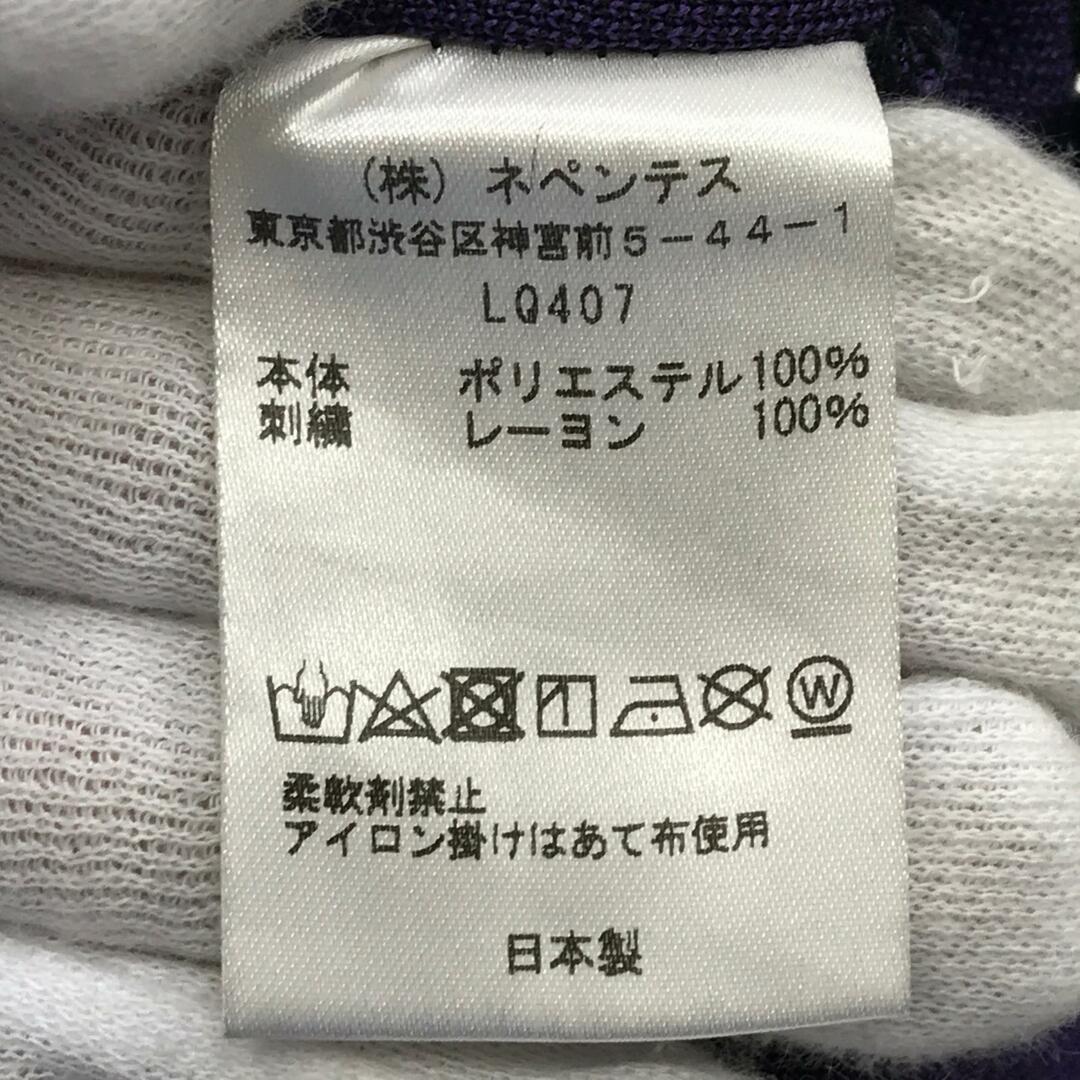 (株) ネペンテス
東京都渋谷区神宮前5-44-1
LQ407
本体 ポリエステル100%
刺繍 レーヨン 100%
W
柔軟剤禁止
アイロン掛けはあて布使用
日本製